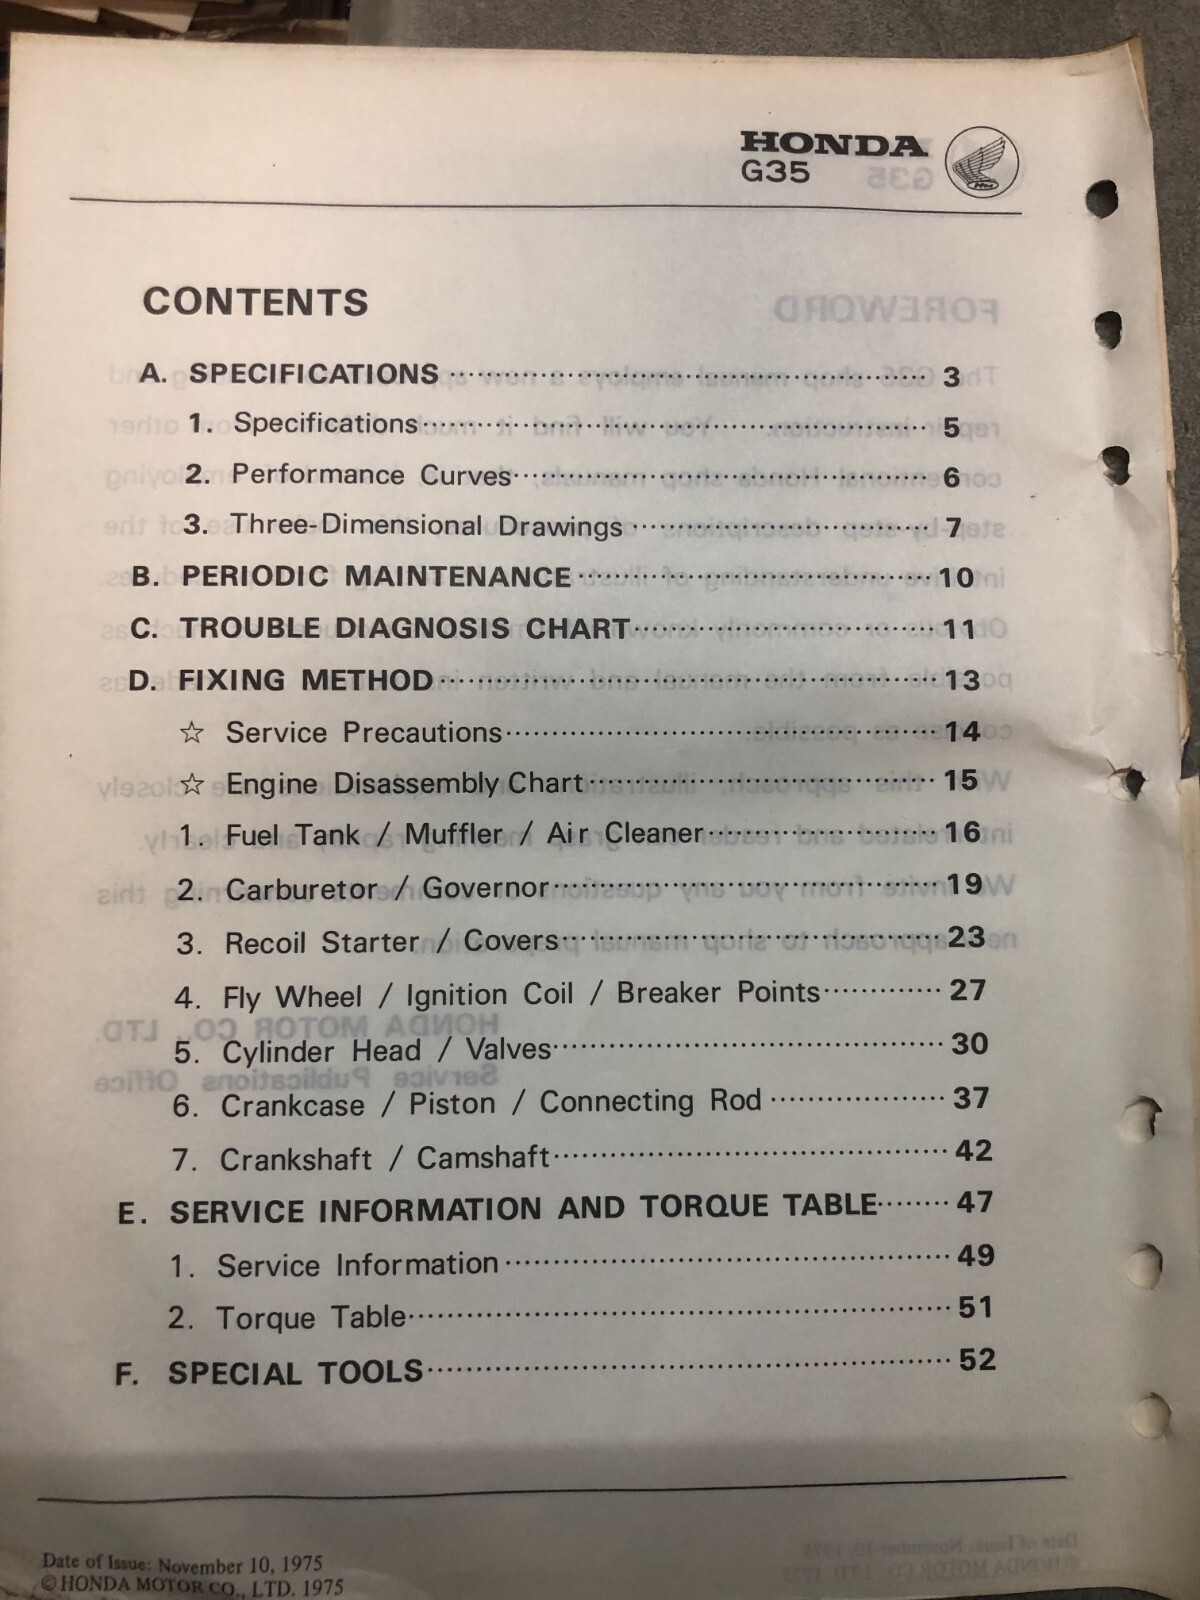 HONDA
G35
CONTENTS
A. SPECIFICATIONS 3
1. Specifications 5
2. Performance Curves 6
3. Three-Dimensional Drawings 7
B. PERIODIC MAINTENANCE 10
C. TROUBLE DIAGNOSIS CHART 11
D. FIXING METHOD 13
☆ Service Precautions 14
☆ Engine Disassembly Chart 15
1. Fuel Tank / Muffler / Air Cleaner 16
2. Carburetor / Governor 19
3. Recoil Starter / Covers 23
4. Fly Wheel / Ignition Coil / Breaker Points 27
5. Cylinder Head / Valves 30
6. Crankcase / Piston / Connecting Rod 37
7. Crankshaft / Camshaft 42
E. SERVICE INFORMATION AND TORQUE TABLE 47
1. Service Information 49
2. Torque Table 51
F. SPECIAL TOOLS 52
Date of Issue: November 10, 1975
© HONDA MOTOR CO., LTD. 1975